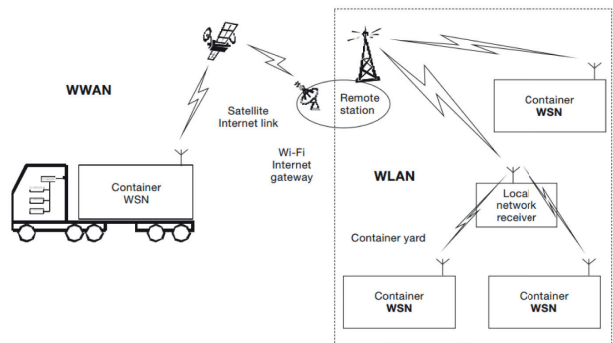 WWAN
Satellite
Internet link
Remote
station
Wi-Fi
Internet
gateway
Container
WSN
WLAN
Container
WSN
Local
network
receiver
Container yard
Container
WSN
Container
WSN